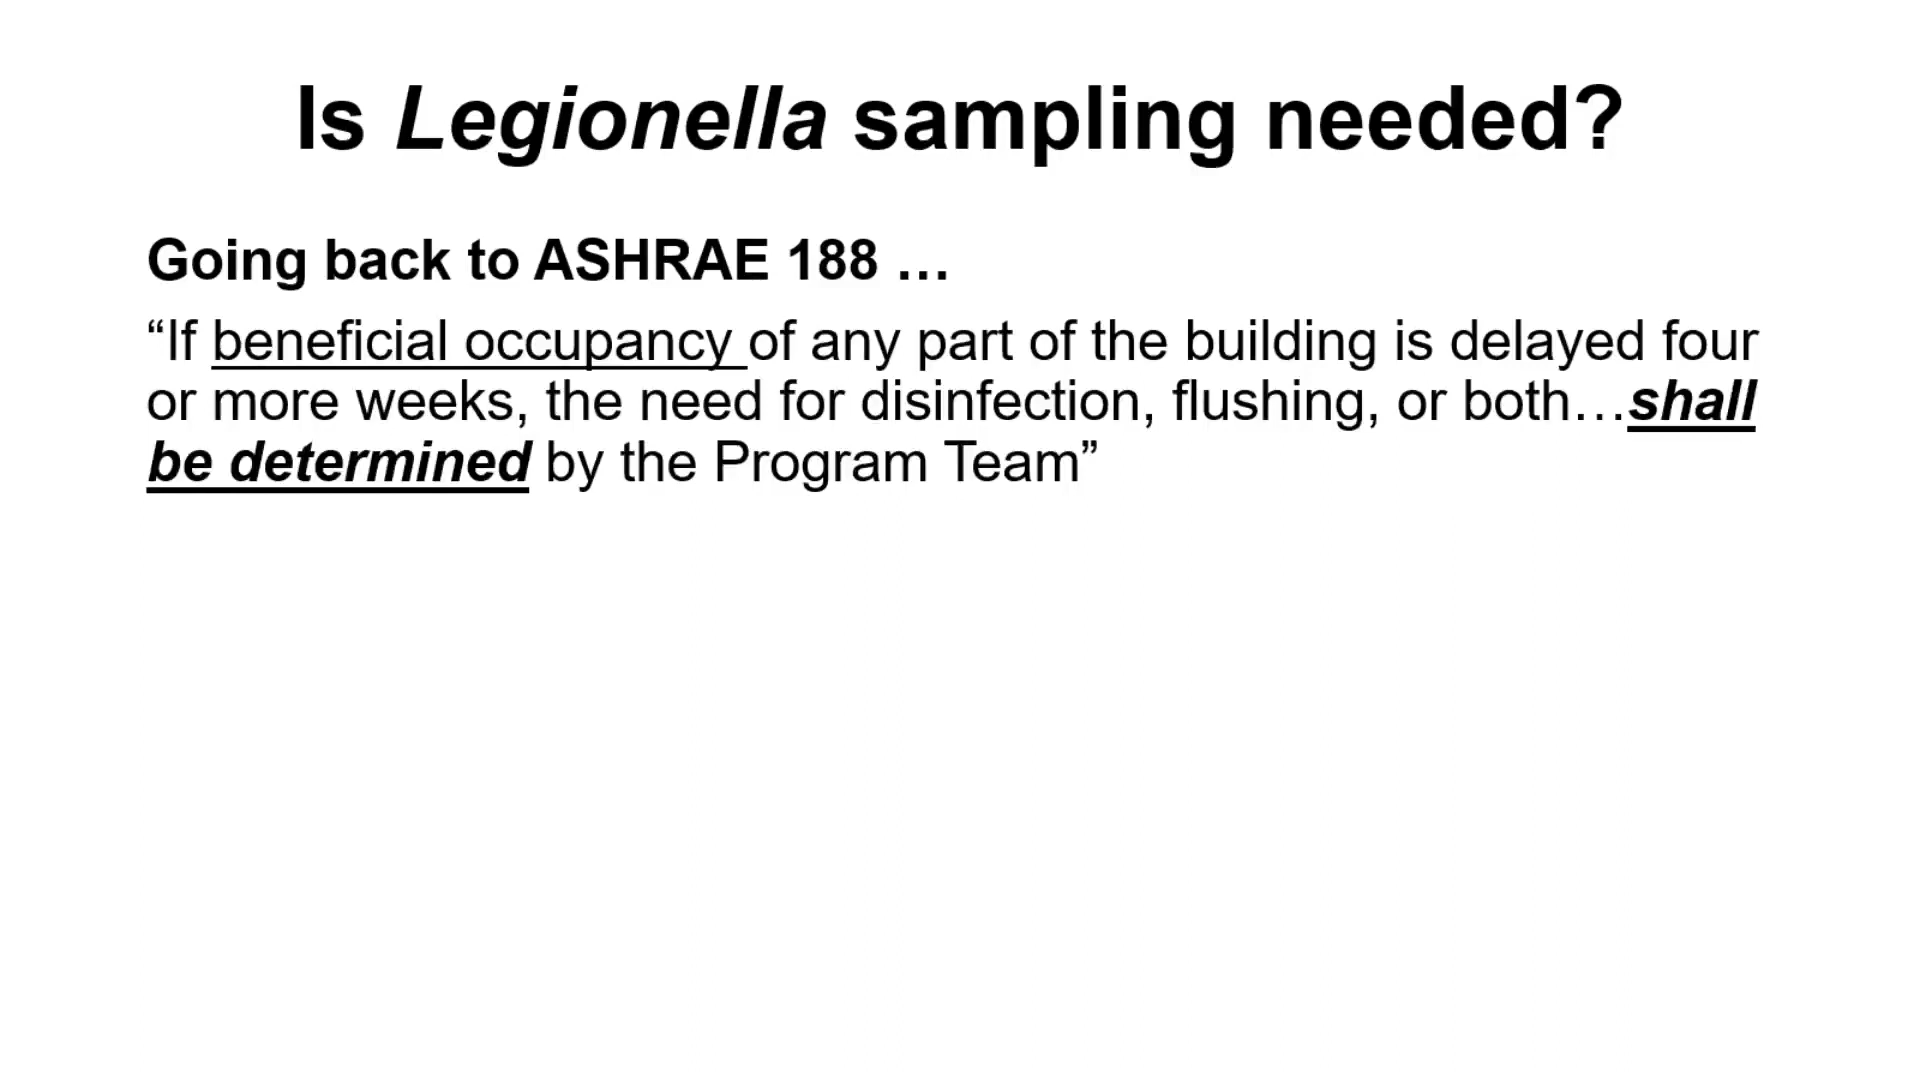 Is Legionella sampling needed?
Going back to ASHRAE 188 …
“If beneficial occupancy of any part of the building is delayed four
or more weeks, the need for disinfection, flushing, or both…shall
be determined by the Program Team”